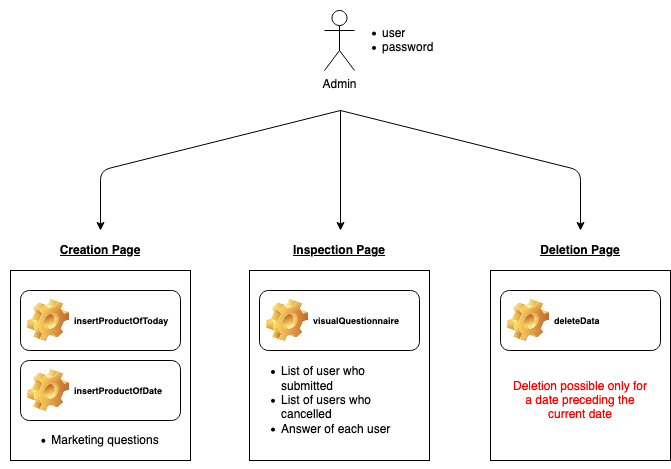 • user
• password
Admin
Creation Page
Inspection Page
Deletion Page
insertProductOfToday
insertProductOfDate
• Marketing questions
visualQuestionnaire
• List of user who
submitted
• List of users who
cancelled
• Answer of each user
deleteData
Deletion possible only for
a date preceding the
current date